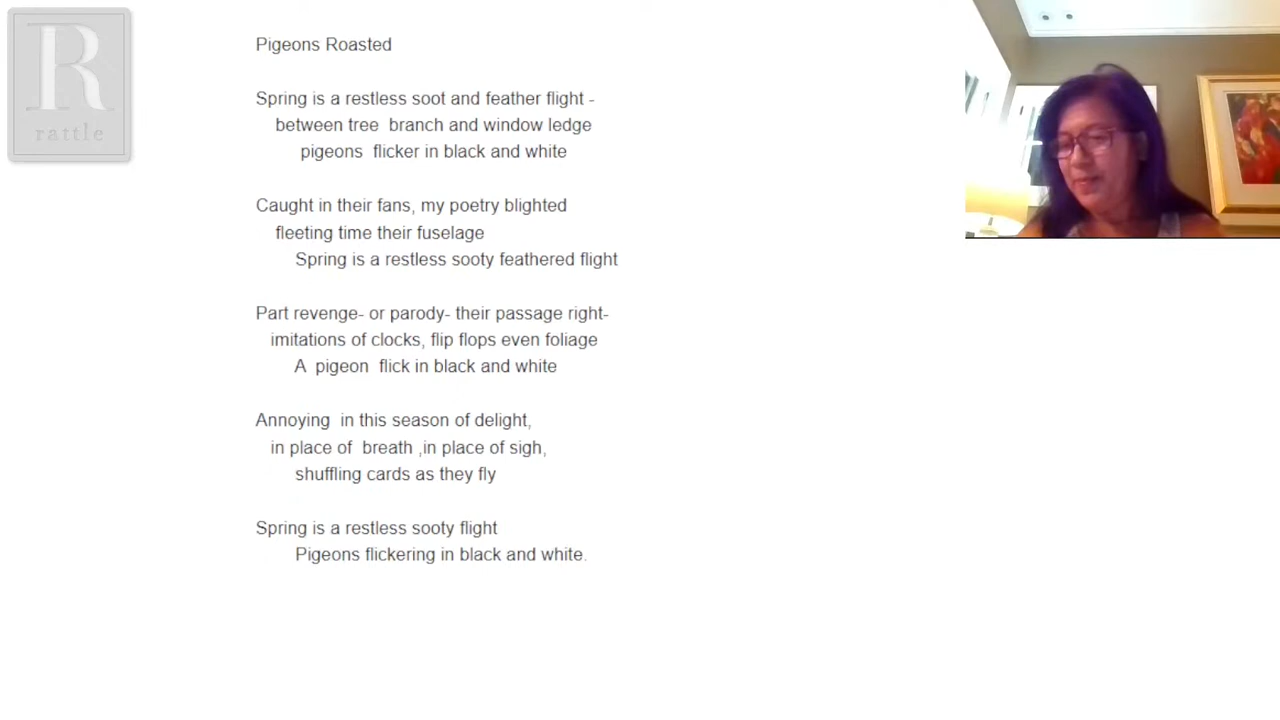 R
rattle
Pigeons Roasted
Spring is a restless soot and feather flight -
between tree branch and window ledge
pigeons flicker in black and white
Caught in their fans, my poetry blighted
fleeting time their fuselage
Spring is a restless sooty feathered flight
Part revenge- or parody- their passage right-
imitations of clocks, flip flops even foliage
A pigeon flick in black and white
Annoying in this season of delight,
in place of breath ,in place of sigh,
shuffling cards as they fly
Spring is a restless sooty flight
Pigeons flickering in black and white.